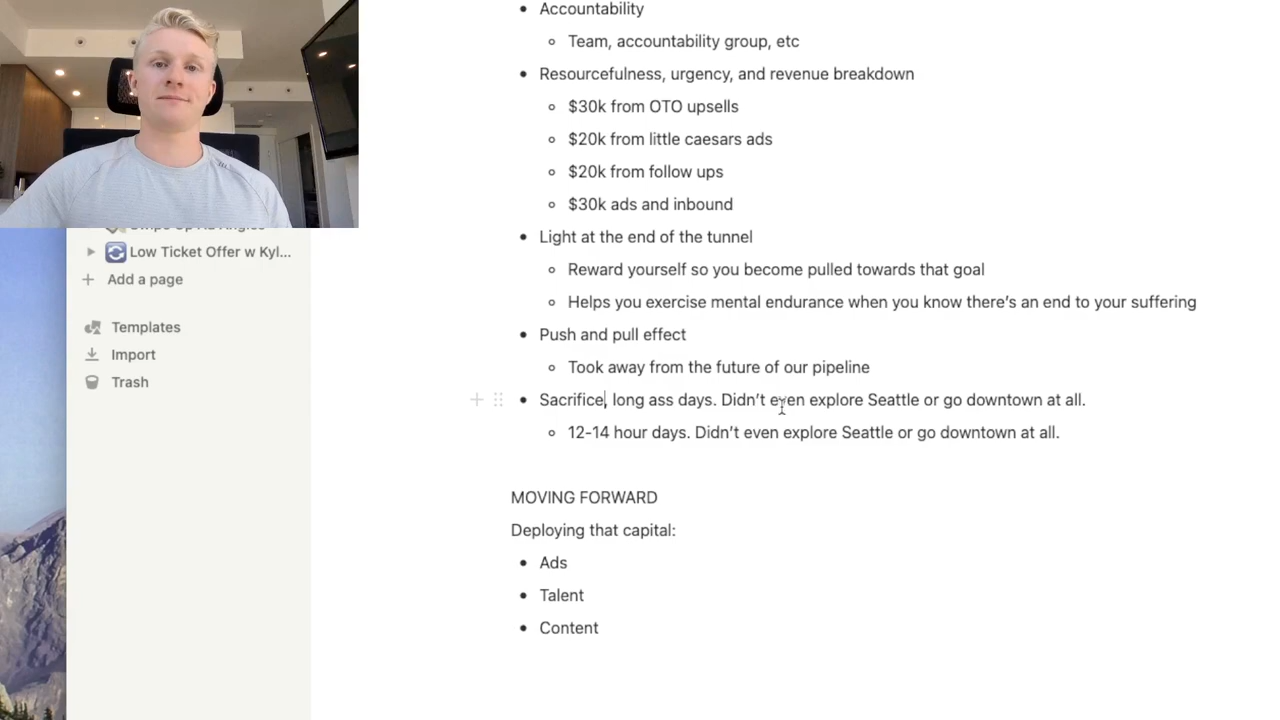 Accountability
Team, accountability group, etc
Resourcefulness, urgency, and revenue breakdown
$30k from OTO upsells
$20k from little caesars ads
$20k from follow ups
$30k ads and inbound
Light at the end of the tunnel
Reward yourself so you become pulled towards that goal
Helps you exercise mental endurance when you know there’s an end to your suffering
Push and pull effect
Took away from the future of our pipeline
Sacrifice, long ass days. Didn’t even explore Seattle or go downtown at all.
12-14 hour days. Didn’t even explore Seattle or go downtown at all.
MOVING FORWARD
Deploying that capital:
Ads
Talent
Content
Low Ticket Offer w Kyl...
Add a page
Templates
Import
Trash